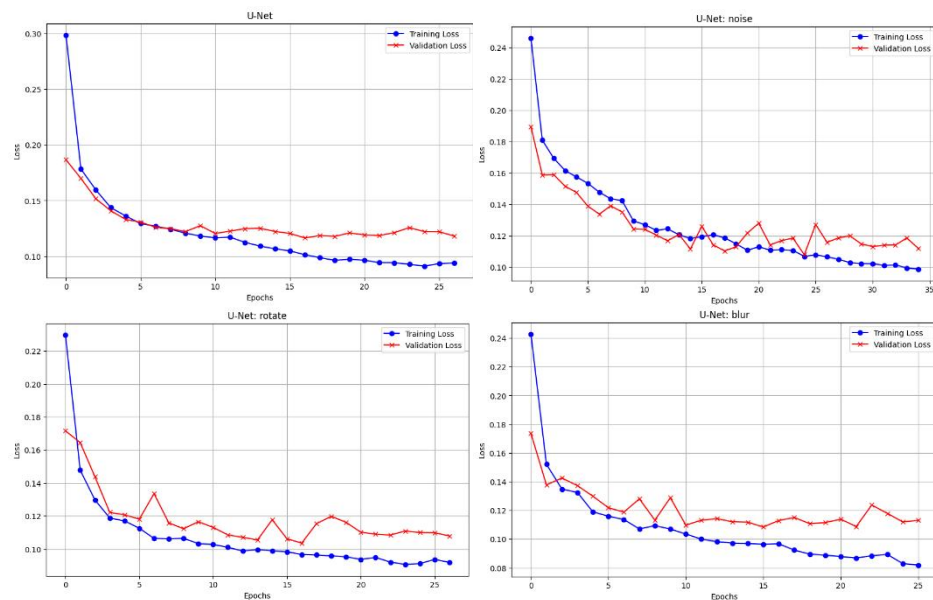 U-Net
Training Loss
Validation Loss
0.30
0.25
0.20
0.15
0.10
Loss
0
5
10
15
20
25
Epochs
U-Net: noise
Training Loss
Validation Loss
0.24
0.22
0.20
0.18
0.16
0.14
0.12
0.10
Loss
0
5
10
15
20
25
30
35
Epochs
U-Net: rotate
Training Loss
Validation Loss
0.22
0.20
0.18
0.16
0.14
0.12
0.10
Loss
0
5
10
15
20
25
Epochs
U-Net: blur
Training Loss
Validation Loss
0.24
0.22
0.20
0.18
0.16
0.14
0.12
0.10
0.08
Loss
0
5
10
15
20
25
Epochs